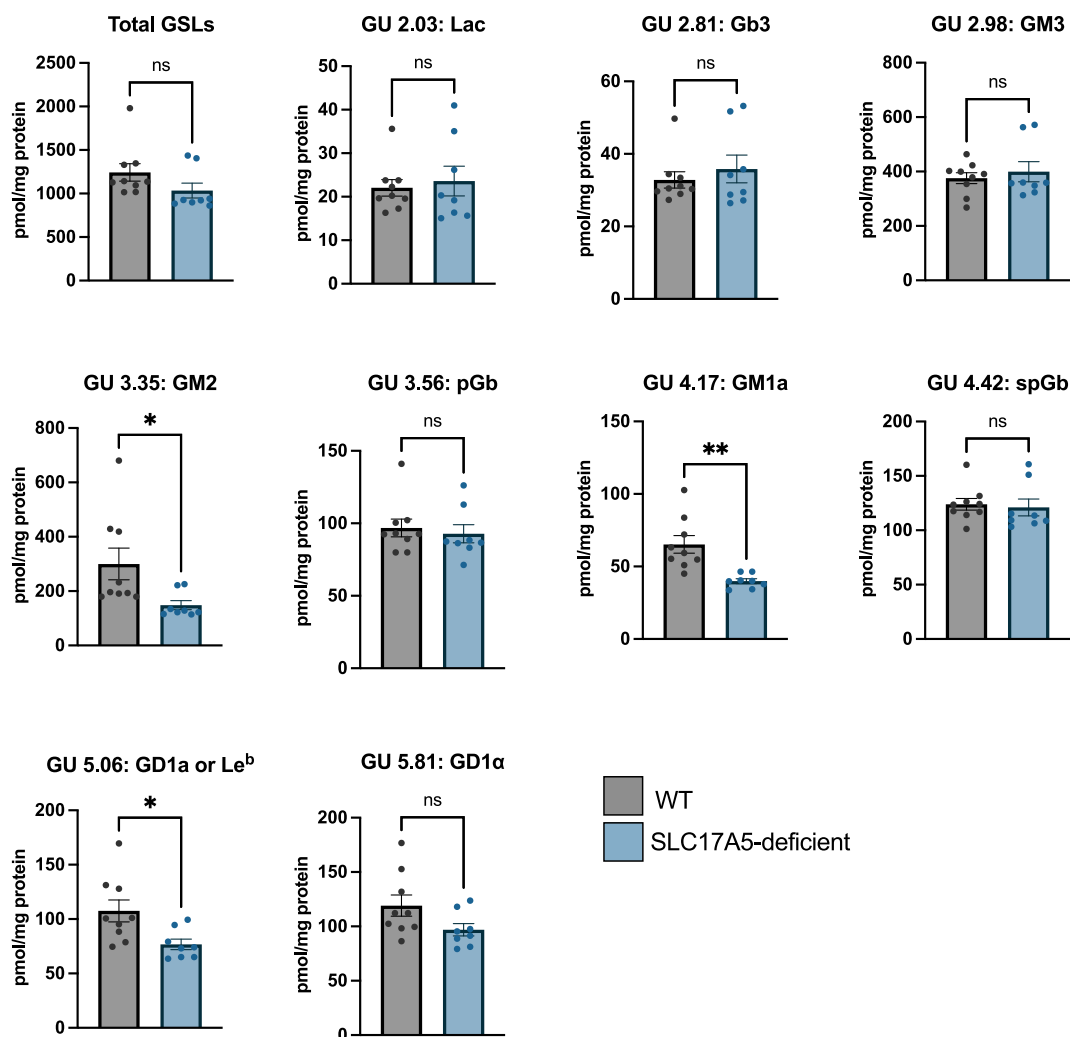 Total GSLs
GU 2.03: Lac
GU 2.81: Gb3
GU 2.98: GM3
pmol/mg protein
2500
2000
1500
1000
500
0
ns
pmol/mg protein
50
40
30
20
10
0
ns
pmol/mg protein
60
40
20
0
ns
pmol/mg protein
800
600
400
200
0
ns
GU 3.35: GM2
GU 3.56: pGb
GU 4.17: GM1a
GU 4.42: spGb
pmol/mg protein
800
600
400
200
0
*
pmol/mg protein
150
100
50
0
ns
pmol/mg protein
150
100
50
0
**
pmol/mg protein
200
150
100
50
0
ns
GU 5.06: GD1a or Leᵇ
GU 5.81: GD1α
pmol/mg protein
200
150
100
50
0
*
pmol/mg protein
200
150
100
50
0
ns
WT
SLC17A5-deficient